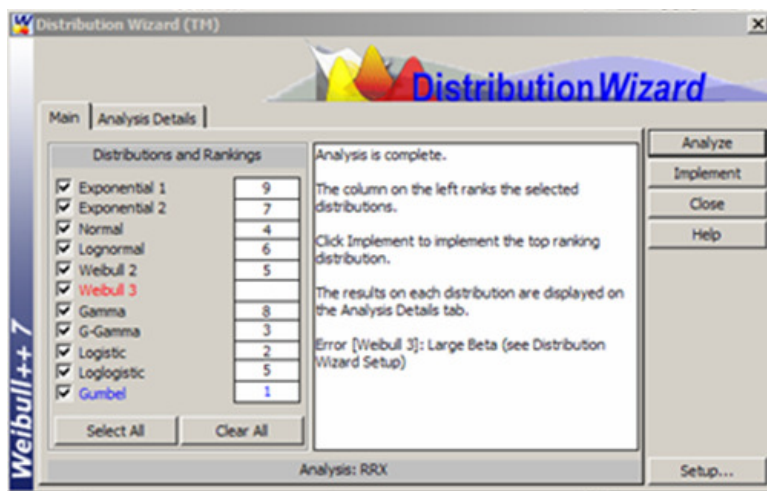 Distribution Wizard (TM)
DistributionWizard
Main
Analysis Details
Distributions and Rankings
Exponential 1 9
Exponential 2 7
Normal 4
Lognormal 6
Weibull 2 5
Weibull 3
Gamma 8
G-Gamma 3
Logistic 2
Loglogistic 5
Gumbel 1
Select All
Clear All
Analysis is complete.
The column on the left ranks the selected
distributions.
Click Implement to implement the top ranking
distribution.
The results on each distribution are displayed on
the Analysis Details tab.
Error [Weibull 3]: Large Beta (see Distribution
Wizard Setup)
Analyze
Implement
Close
Help
Analysis: RRX
Setup...
Weibull++ 7